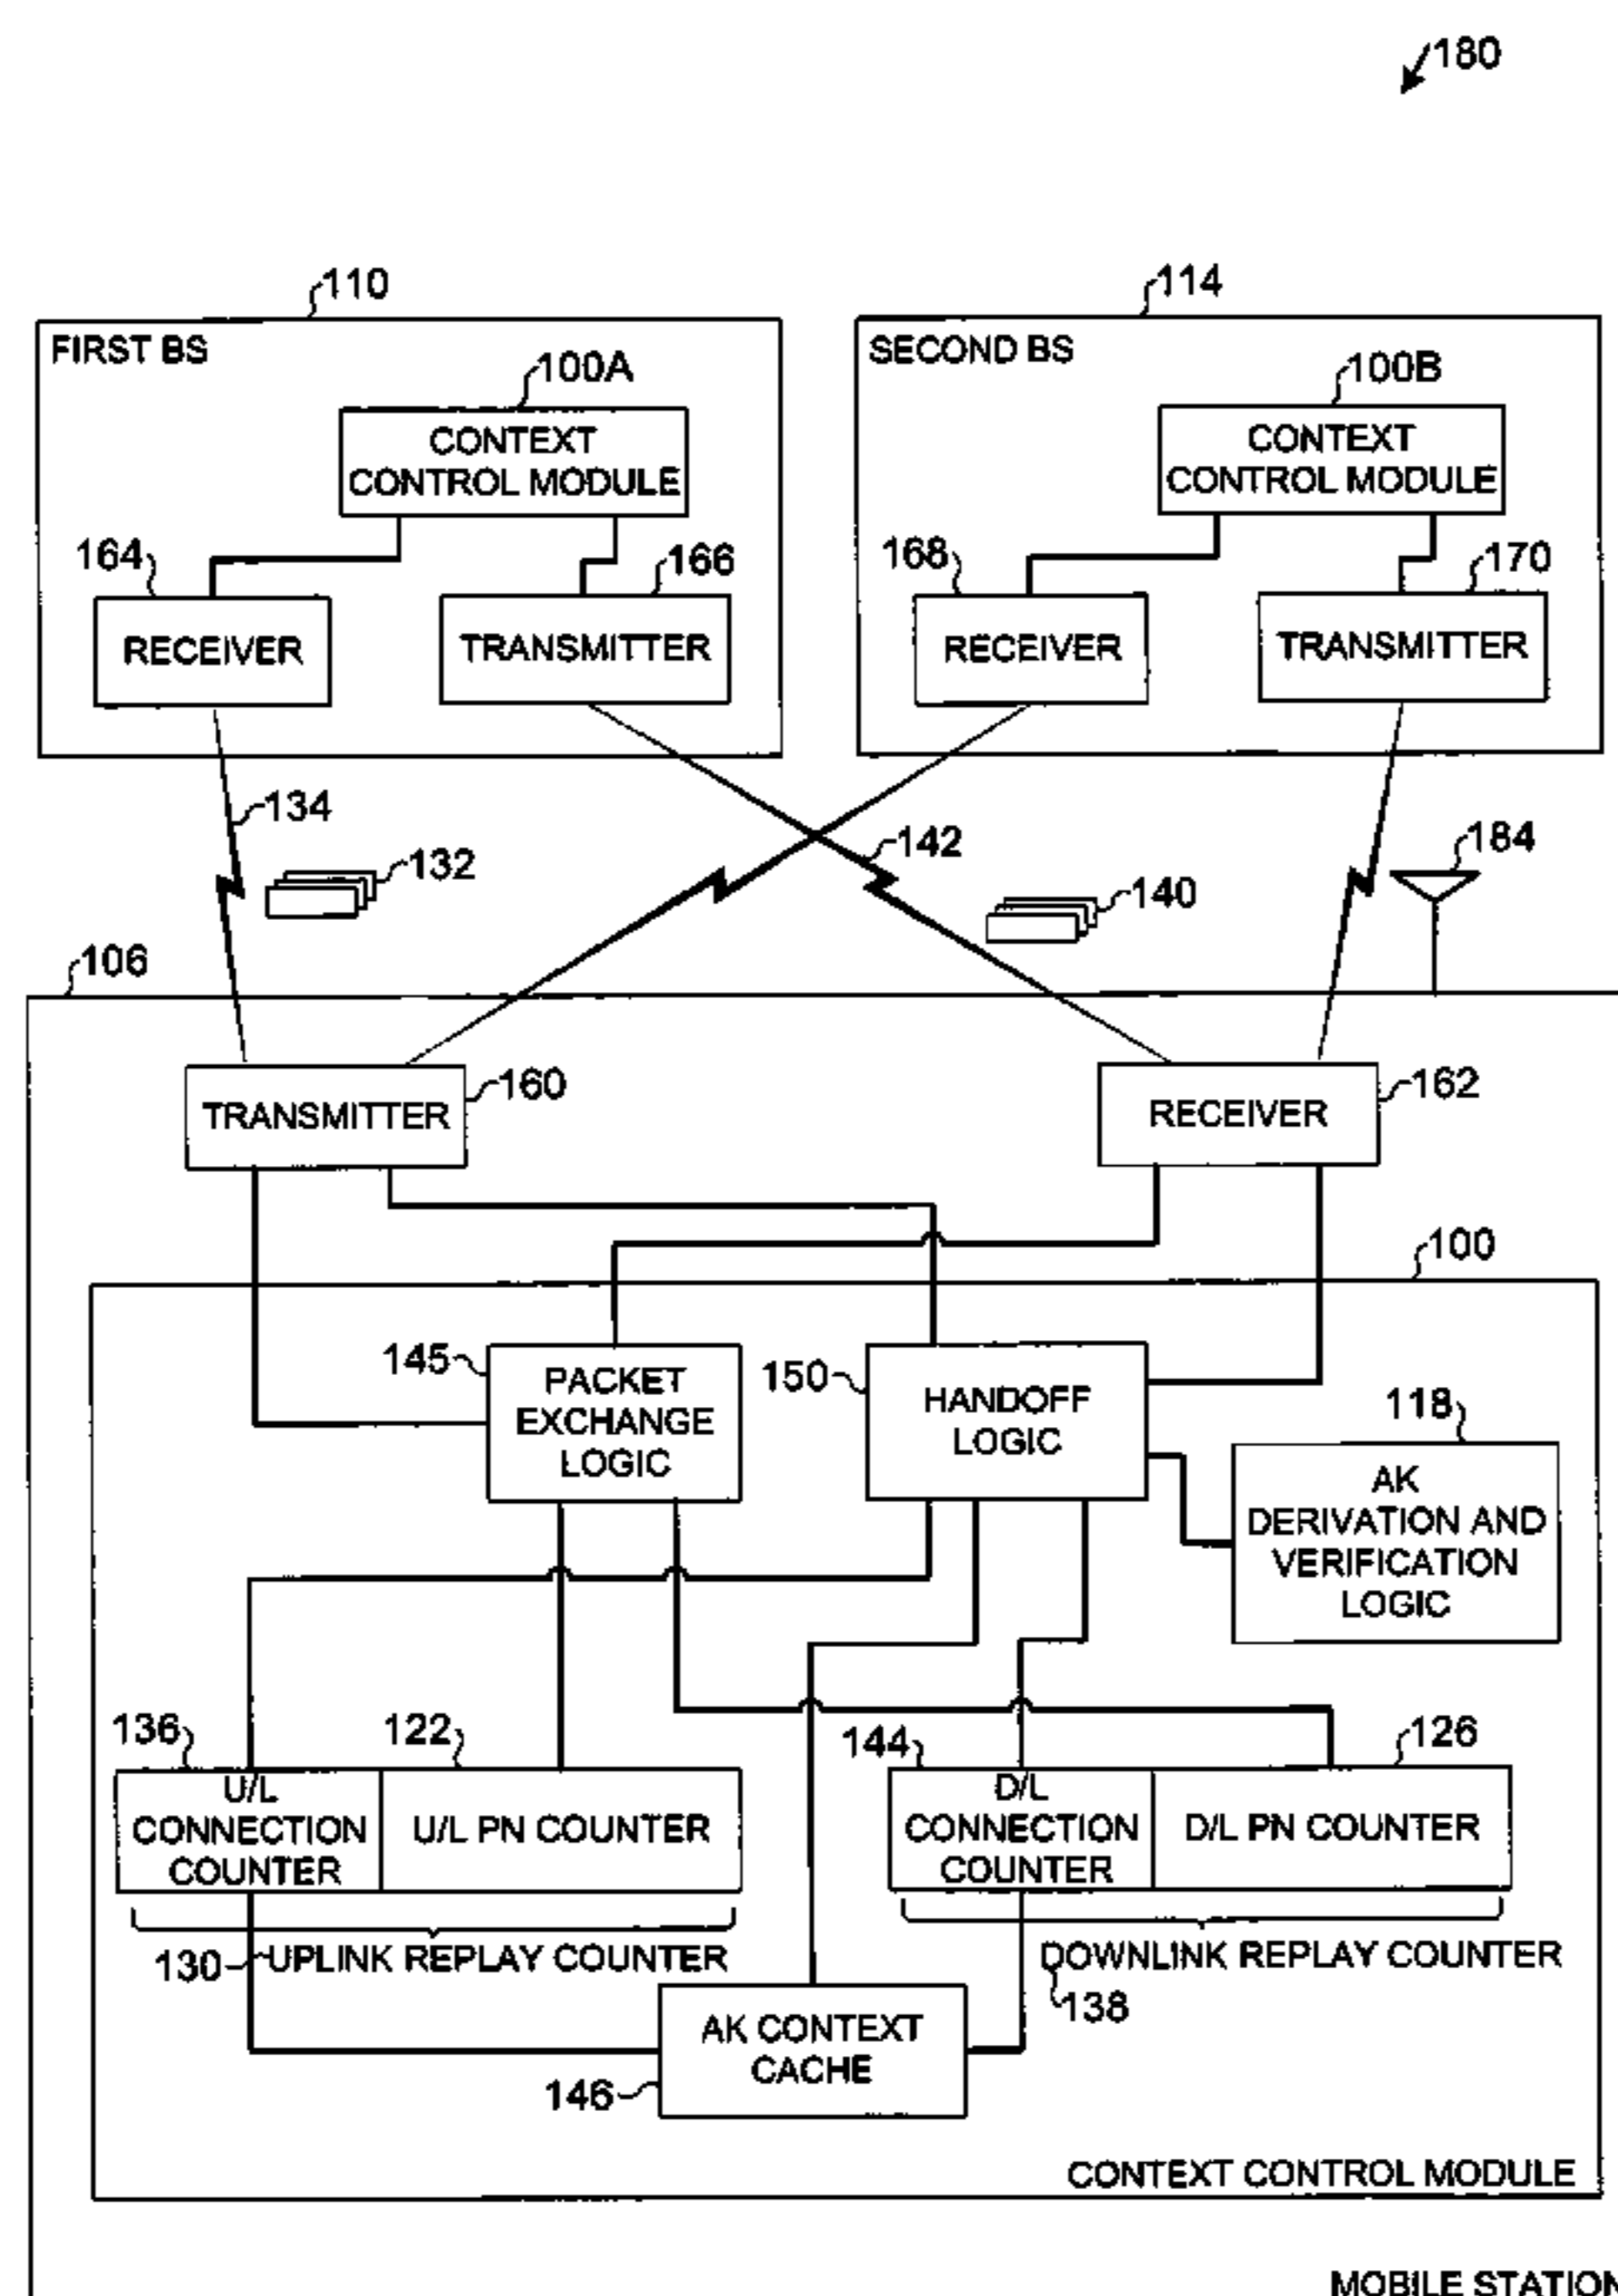 180
110
114
FIRST BS
SECOND BS
100A
100B
CONTEXT
CONTROL MODULE
CONTEXT
CONTROL MODULE
164
166
168
170
RECEIVER
TRANSMITTER
RECEIVER
TRANSMITTER
134
132
142
140
184
106
TRANSMITTER
160
RECEIVER
162
100
145
PACKET
EXCHANGE
LOGIC
150
HANDOFF
LOGIC
118
AK
DERIVATION AND
VERIFICATION
LOGIC
136
122
144
126
U/L
CONNECTION
COUNTER
U/L PN COUNTER
D/L
CONNECTION
COUNTER
D/L PN COUNTER
130
UPLINK REPLAY COUNTER
DOWNLINK REPLAY COUNTER
138
AK CONTEXT
CACHE
146
CONTEXT CONTROL MODULE
MOBILE STATION